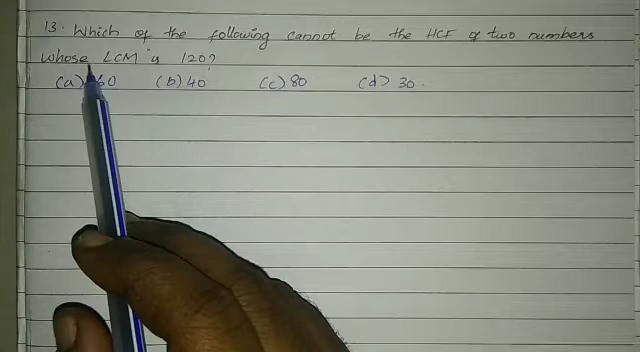 13. Which of the following cannot be the HCF of two numbers
whose LCM is 120?
(a) 60 (b) 40 (c) 80 (d) 30.